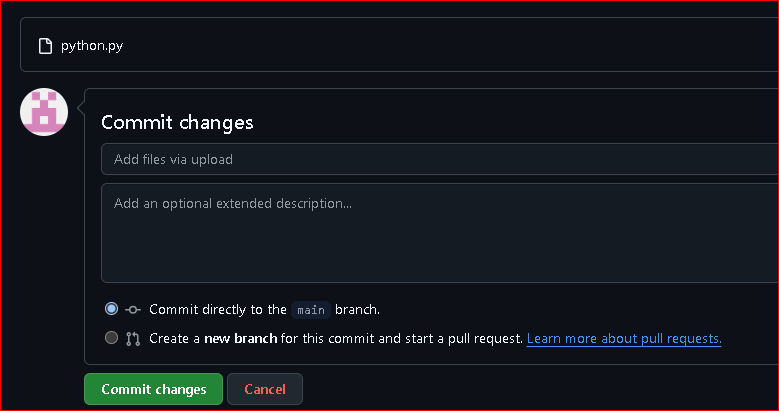 python.py
Commit changes
Add files via upload
Add an optional extended description...
Commit directly to the main branch.
Create a new branch for this commit and start a pull request. Learn more about pull requests.
Commit changes Cancel